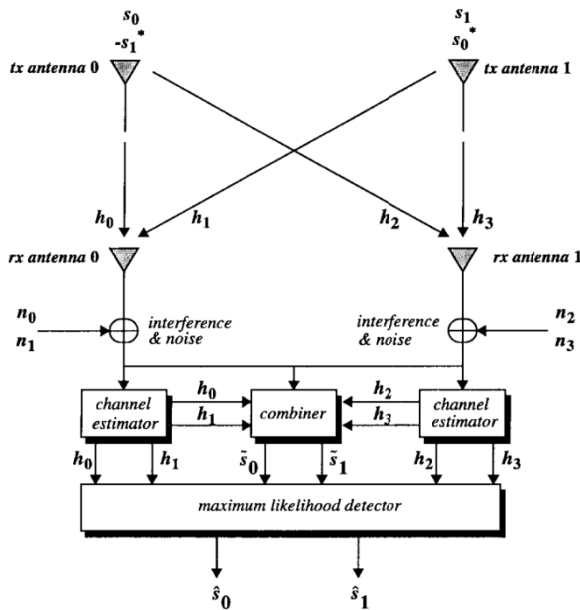 s0 s1
-s1* s0*
tx antenna 0 tx antenna 1
h0 h1 h2 h3
rx antenna 0 rx antenna 1
n0 interference interference n2
n1 & noise & noise n3
channel estimator h0 combiner h2 channel estimator
h1 h3
h0 h1 s̃0 s̃1 h2 h3
maximum likelihood detector
ŝ0 ŝ1